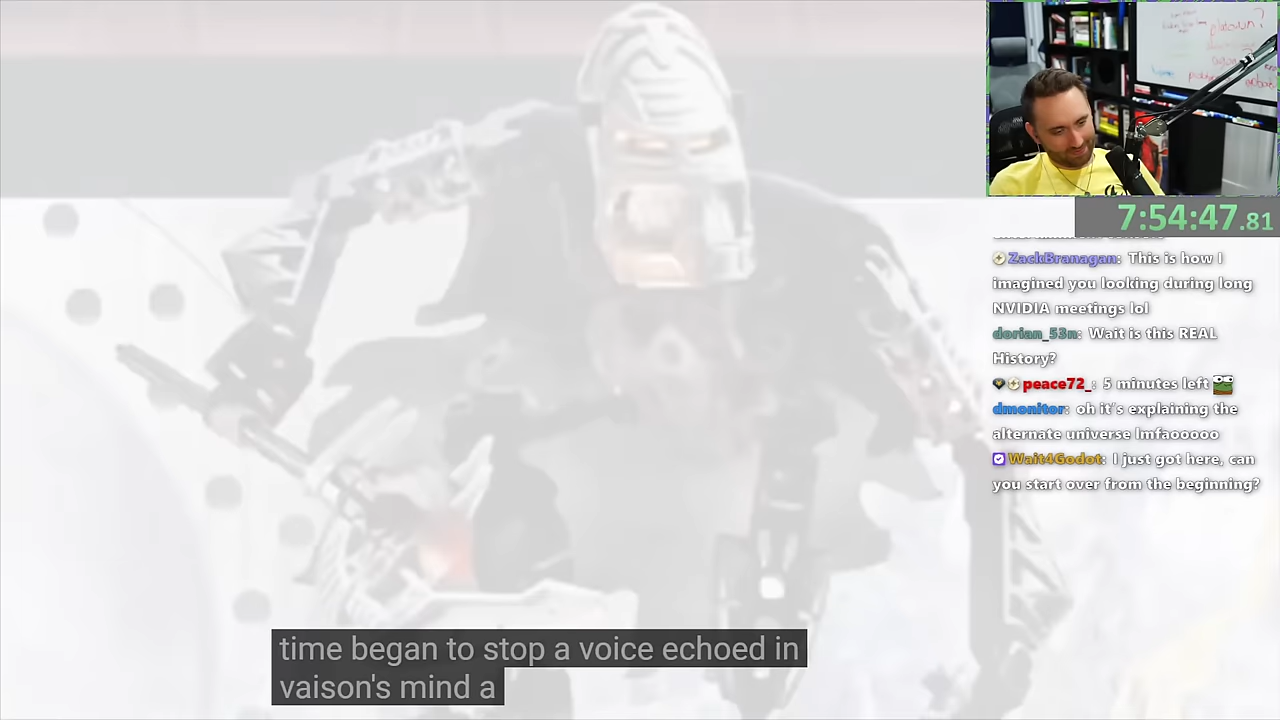 platown?
7:54:47.81
ZackBranagan: This is how I
imagined you looking during long
NVIDIA meetings lol
dorian_53n: Wait is this REAL
History?
peace72_: 5 minutes left
dmonitor: oh it's explaining the
alternate universe lmfaooooo
Wait4Godot: I just got here, can
you start over from the beginning?
time began to stop a voice echoed in
vaison's mind a